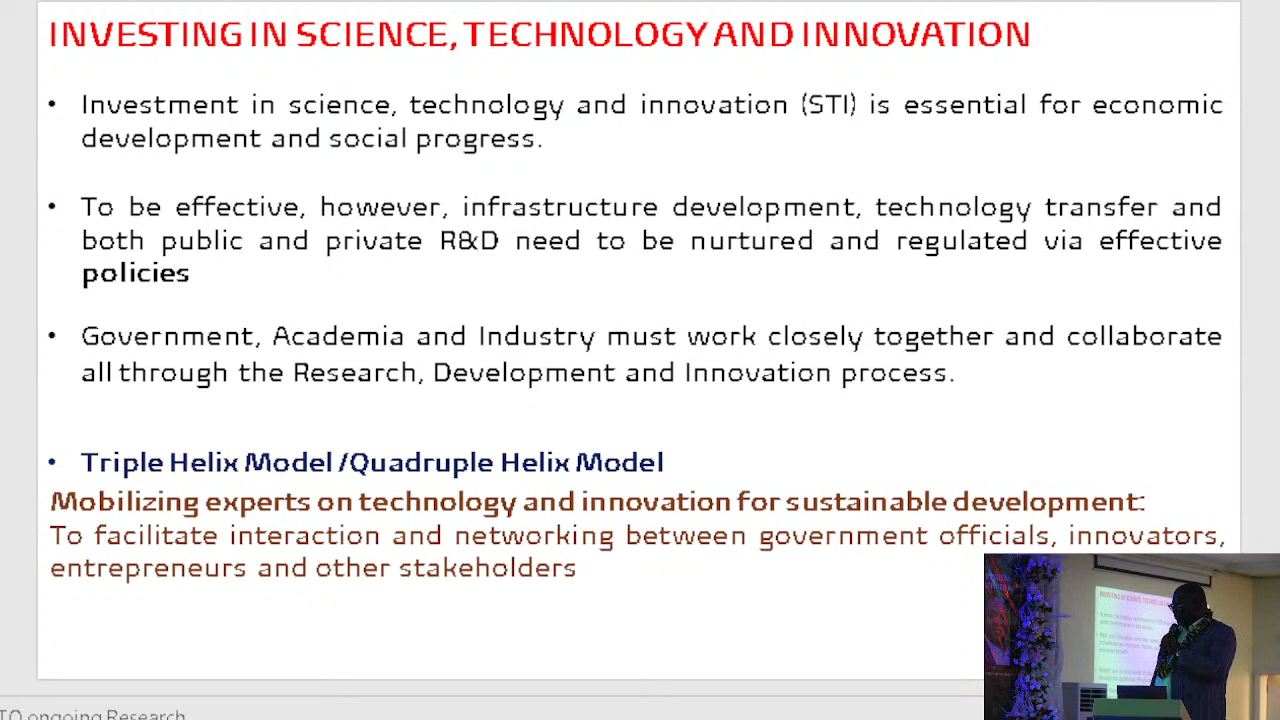 INVESTING IN SCIENCE, TECHNOLOGY AND INNOVATION
• Investment in science, technology and innovation (STI) is essential for economic
development and social progress.
• To be effective, however, infrastructure development, technology transfer and
both public and private R&D need to be nurtured and regulated via effective
policies
• Government, Academia and Industry must work closely together and collaborate
all through the Research, Development and Innovation process.
• Triple Helix Model /Quadruple Helix Model
Mobilizing experts on technology and innovation for sustainable development:
To facilitate interaction and networking between government officials, innovators,
entrepreneurs and other stakeholders
TO ongoing Research
INVESTING IN SCIENCE, TECHNOLOGY